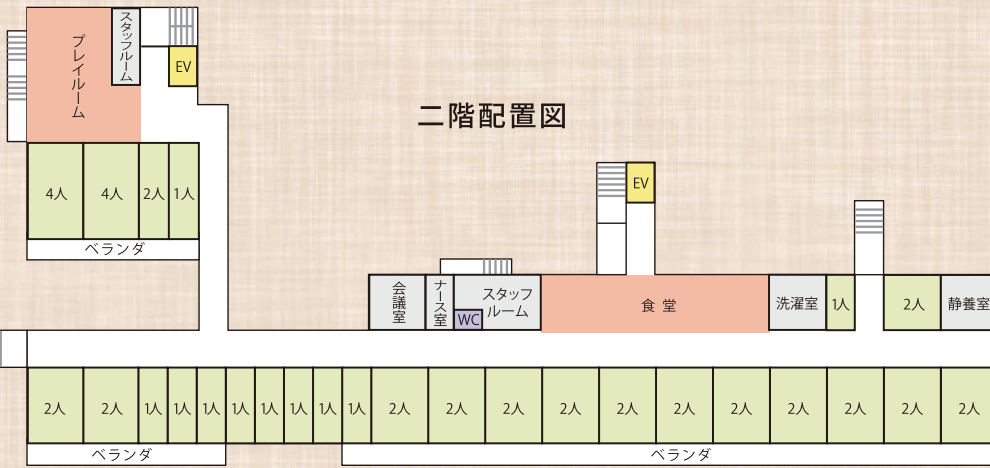 二階配置図
プレイルーム
スタッフルーム
EV
4人
4人
2人
1人
ベランダ
EV
会議室
ナース室
WC
スタッフ
ルーム
食堂
洗濯室
1人
2人
静養室
2人
2人
1人
1人
1人
1人
1人
1人
1人
1人
2人
2人
2人
2人
2人
2人
2人
2人
2人
2人
2人
ベランダ
ベランダ